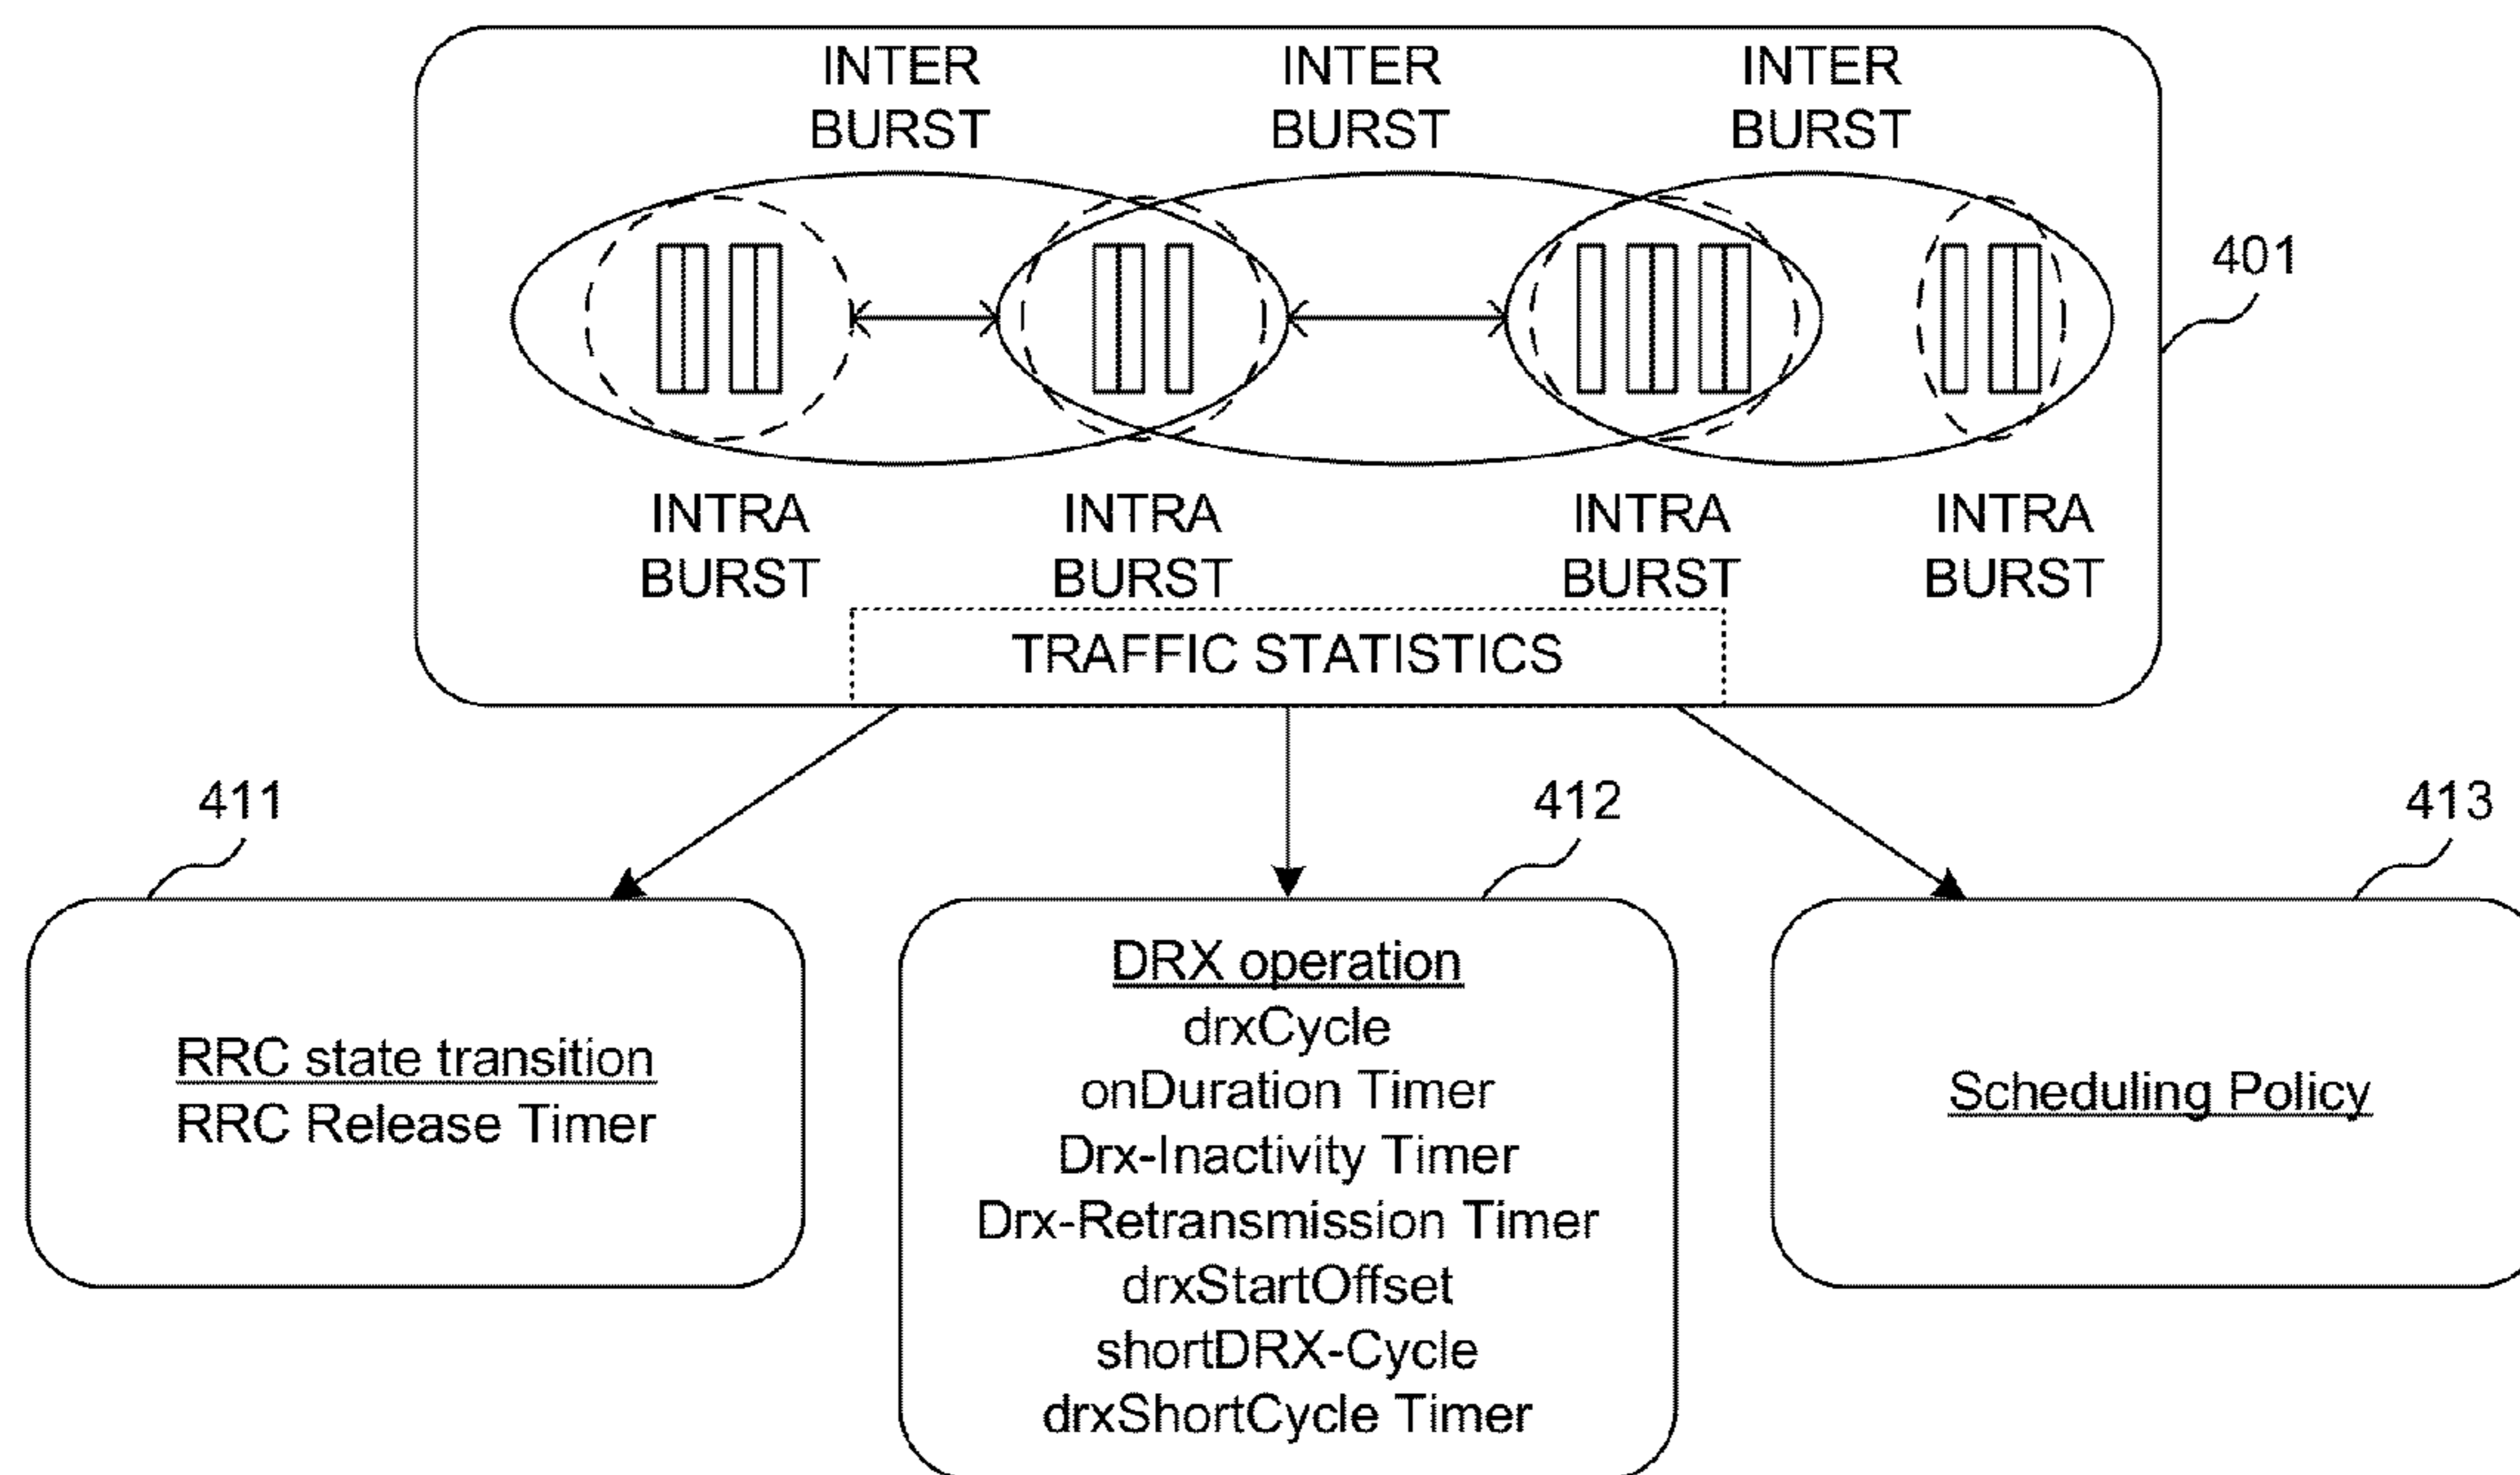 INTER BURST
INTER BURST
INTER BURST
401
INTRA BURST
INTRA BURST
INTRA BURST
INTRA BURST
TRAFFIC STATISTICS
411
412
413
RRC state transition
RRC Release Timer
DRX operation
drxCycle
onDuration Timer
Drx-Inactivity Timer
Drx-Retransmission Timer
drxStartOffset
shortDRX-Cycle
drxShortCycle Timer
Scheduling Policy